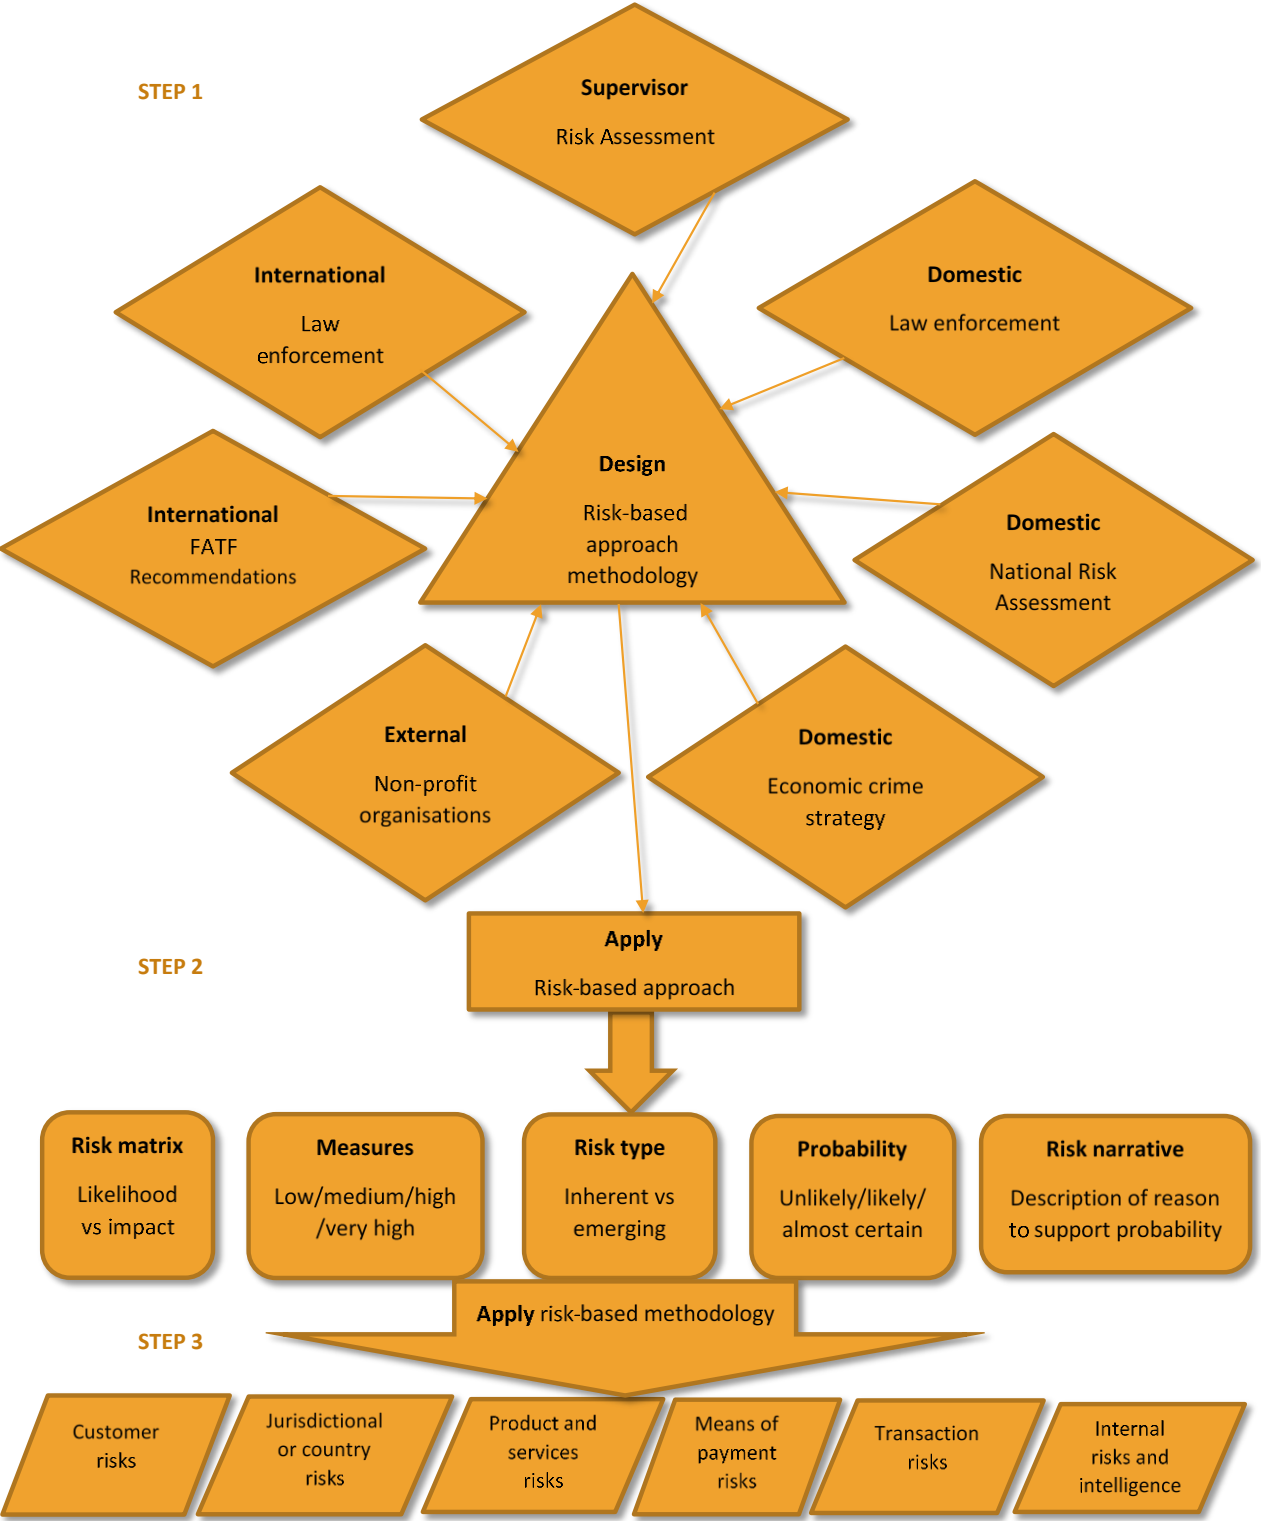 STEP 1
Supervisor
Risk Assessment
International
Law
enforcement
Domestic
Law enforcement
International
FATF
Recommendations
Design
Risk-based
approach
methodology
Domestic
National Risk
Assessment
External
Non-profit
organisations
Domestic
Economic crime
strategy
STEP 2
Apply
Risk-based approach
Risk matrix
Likelihood
vs impact
Measures
Low/medium/high
/very high
Risk type
Inherent vs
emerging
Probability
Unlikely/likely/
almost certain
Risk narrative
Description of reason
to support probability
Apply risk-based methodology
STEP 3
Customer
risks
Jurisdictional
or country
risks
Product and
services
risks
Means of
payment
risks
Transaction
risks
Internal
risks and
intelligence